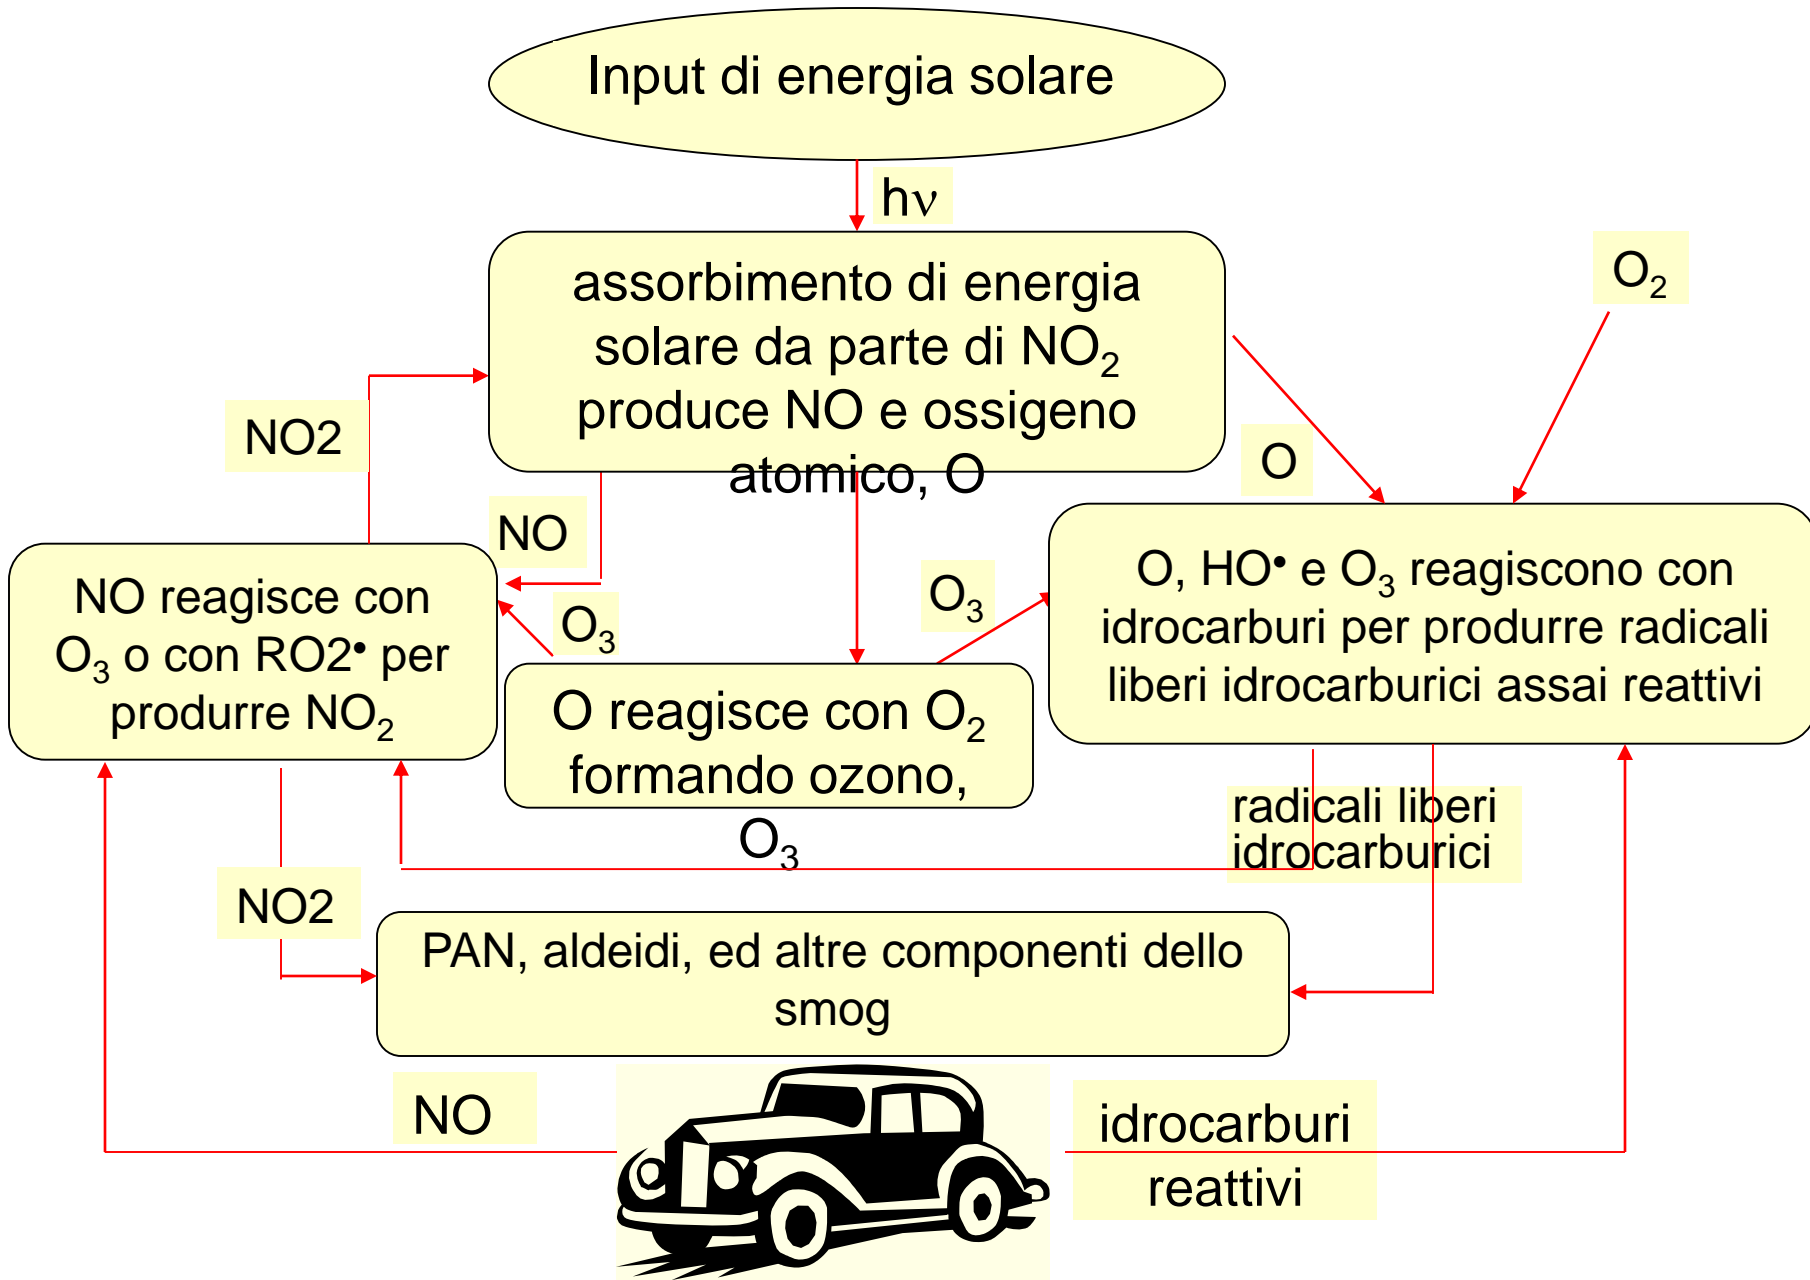 Input di energia solare
hν
assorbimento di energia
solare da parte di NO₂
produce NO e ossigeno
atomico, O
O₂
NO2
O
NO
O₃
O₃
NO reagisce con
O₃ o con RO2• per
produrre NO₂
O reagisce con O₂
formando ozono,
O₃
O, HO• e O₃ reagiscono con
idrocarburi per produrre radicali
liberi idrocarburici assai reattivi
radicali liberi
idrocarburici
NO2
PAN, aldeidi, ed altre componenti dello
smog
NO
idrocarburi
reattivi